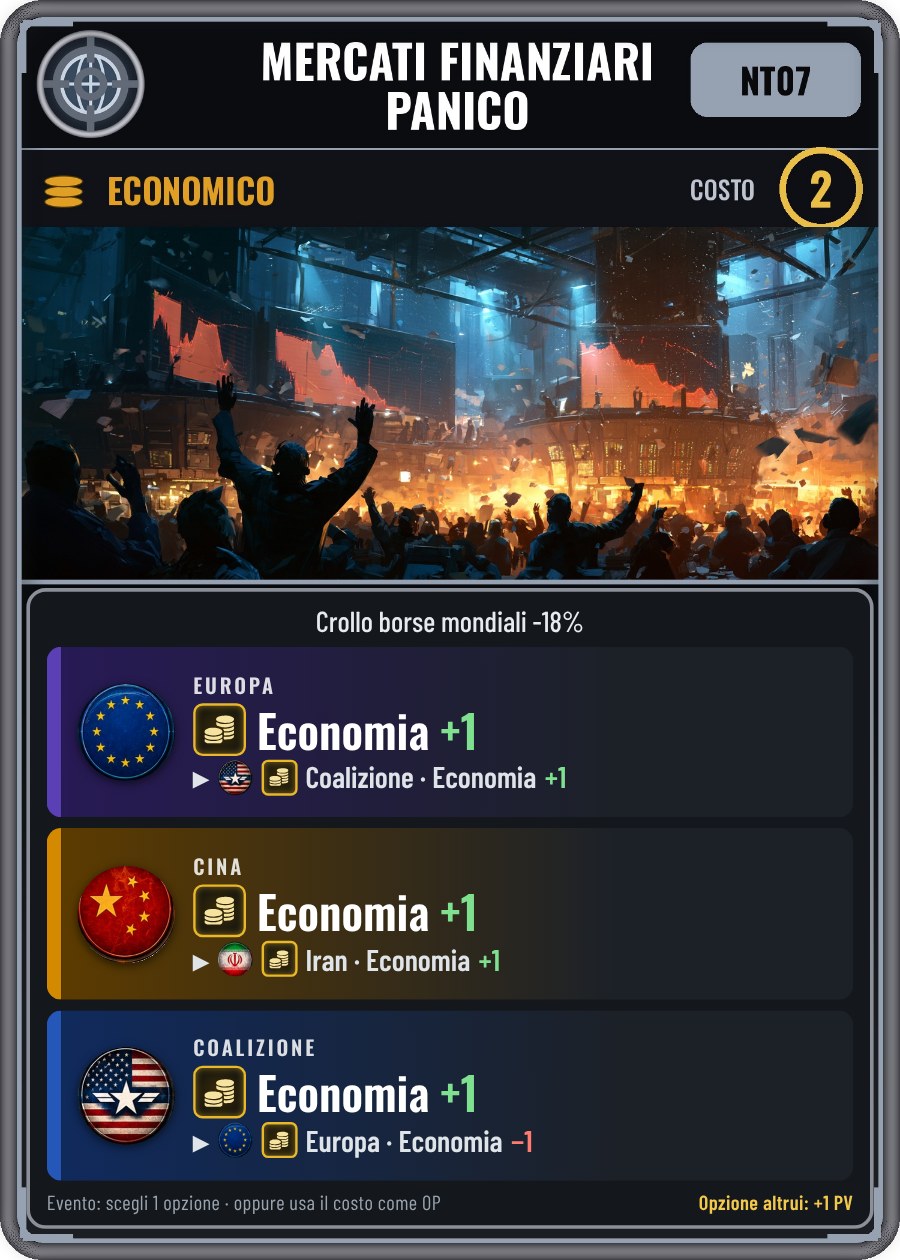 MERCATI FINANZIARI
PANICO
NT07
ECONOMICO
COSTO
2
Crollo borse mondiali -18%
EUROPA
Economia +1
▶ Coalizione · Economia +1
CINA
Economia +1
▶ Iran · Economia +1
COALIZIONE
Economia +1
▶ Europa · Economia −1
Evento: scegli 1 opzione · oppure usa il costo come OP
Opzione altrui: +1 PV